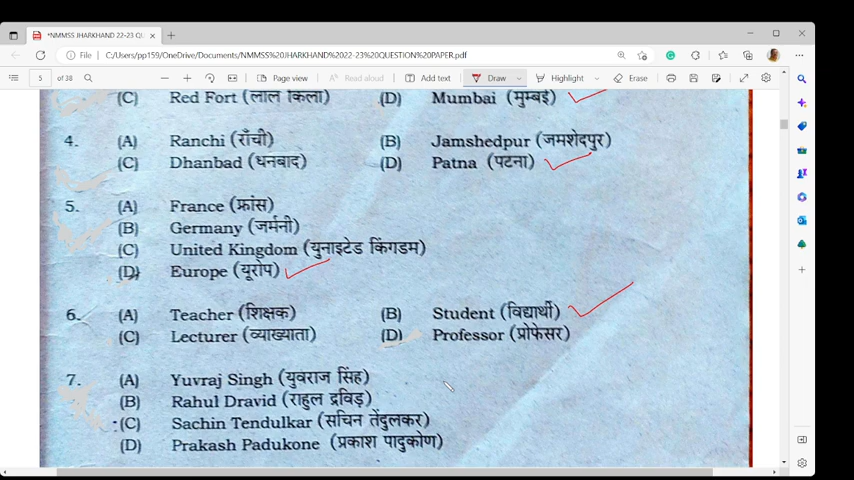 *NMMSS JHARKHAND 22-23 QU
File
C:/Users/pp159/OneDrive/Documents/NMMSS%20JHARKHAND%2022-23%20QUESTION%20PAPER.pdf
5 of 38
Page view
Read aloud
Add text
Draw
Highlight
Erase
(C) Red Fort (लाल किला) (D) Mumbai (मुम्बई)
4. (A) Ranchi (राँची) (B) Jamshedpur (जमशेदपुर)
(C) Dhanbad (धनबाद) (D) Patna (पटना)
5. (A) France (फ्रांस)
(B) Germany (जर्मनी)
(C) United Kingdom (युनाइटेड किंगडम)
(D) Europe (यूरोप)
6. (A) Teacher (शिक्षक) (B) Student (विद्यार्थी)
(C) Lecturer (व्याख्याता) (D) Professor (प्रोफेसर)
7. (A) Yuvraj Singh (युवराज सिंह)
(B) Rahul Dravid (राहुल द्रविड़)
(C) Sachin Tendulkar (सचिन तेंदुलकर)
(D) Prakash Padukone (प्रकाश पादुकोण)